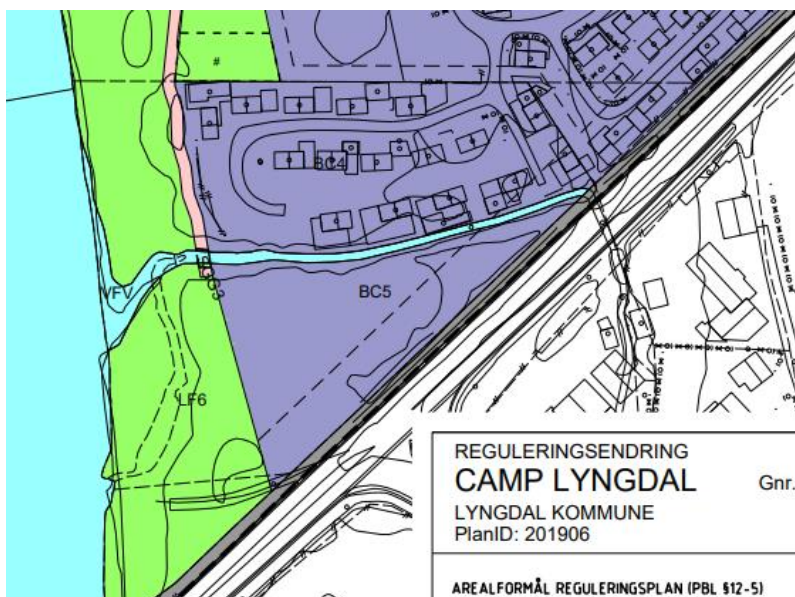 #
BC4
VFV
BC5
LF6
REGULERINGSENDRING
CAMP LYNGDAL Gnr.
LYNGDAL KOMMUNE
PlanID: 201906
AREALFORMÅL REGULERINGSPLAN (PBL §12-5)